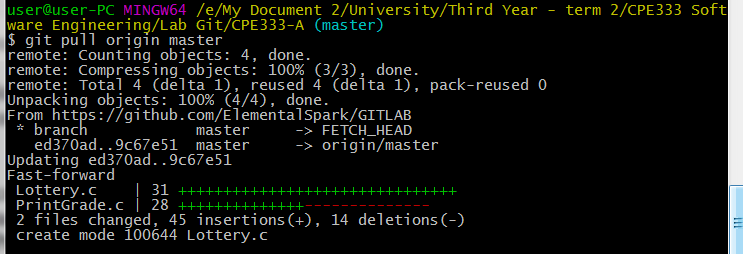 user@user-PC MINGW64 /e/My Document 2/University/Third Year - term 2/CPE333 Soft
ware Engineering/Lab Git/CPE333-A (master)
$ git pull origin master
remote: Counting objects: 4, done.
remote: Compressing objects: 100% (3/3), done.
remote: Total 4 (delta 1), reused 4 (delta 1), pack-reused 0
Unpacking objects: 100% (4/4), done.
From https://github.com/ElementalSpark/GITLAB
 * branch            master     -> FETCH_HEAD
   ed370ad..9c67e51  master     -> origin/master
Updating ed370ad..9c67e51
Fast-forward
 Lottery.c    | 31 +++++++++++++++++++++++++++++++
 PrintGrade.c | 28 ++++++++++++++--------------
 2 files changed, 45 insertions(+), 14 deletions(-)
 create mode 100644 Lottery.c